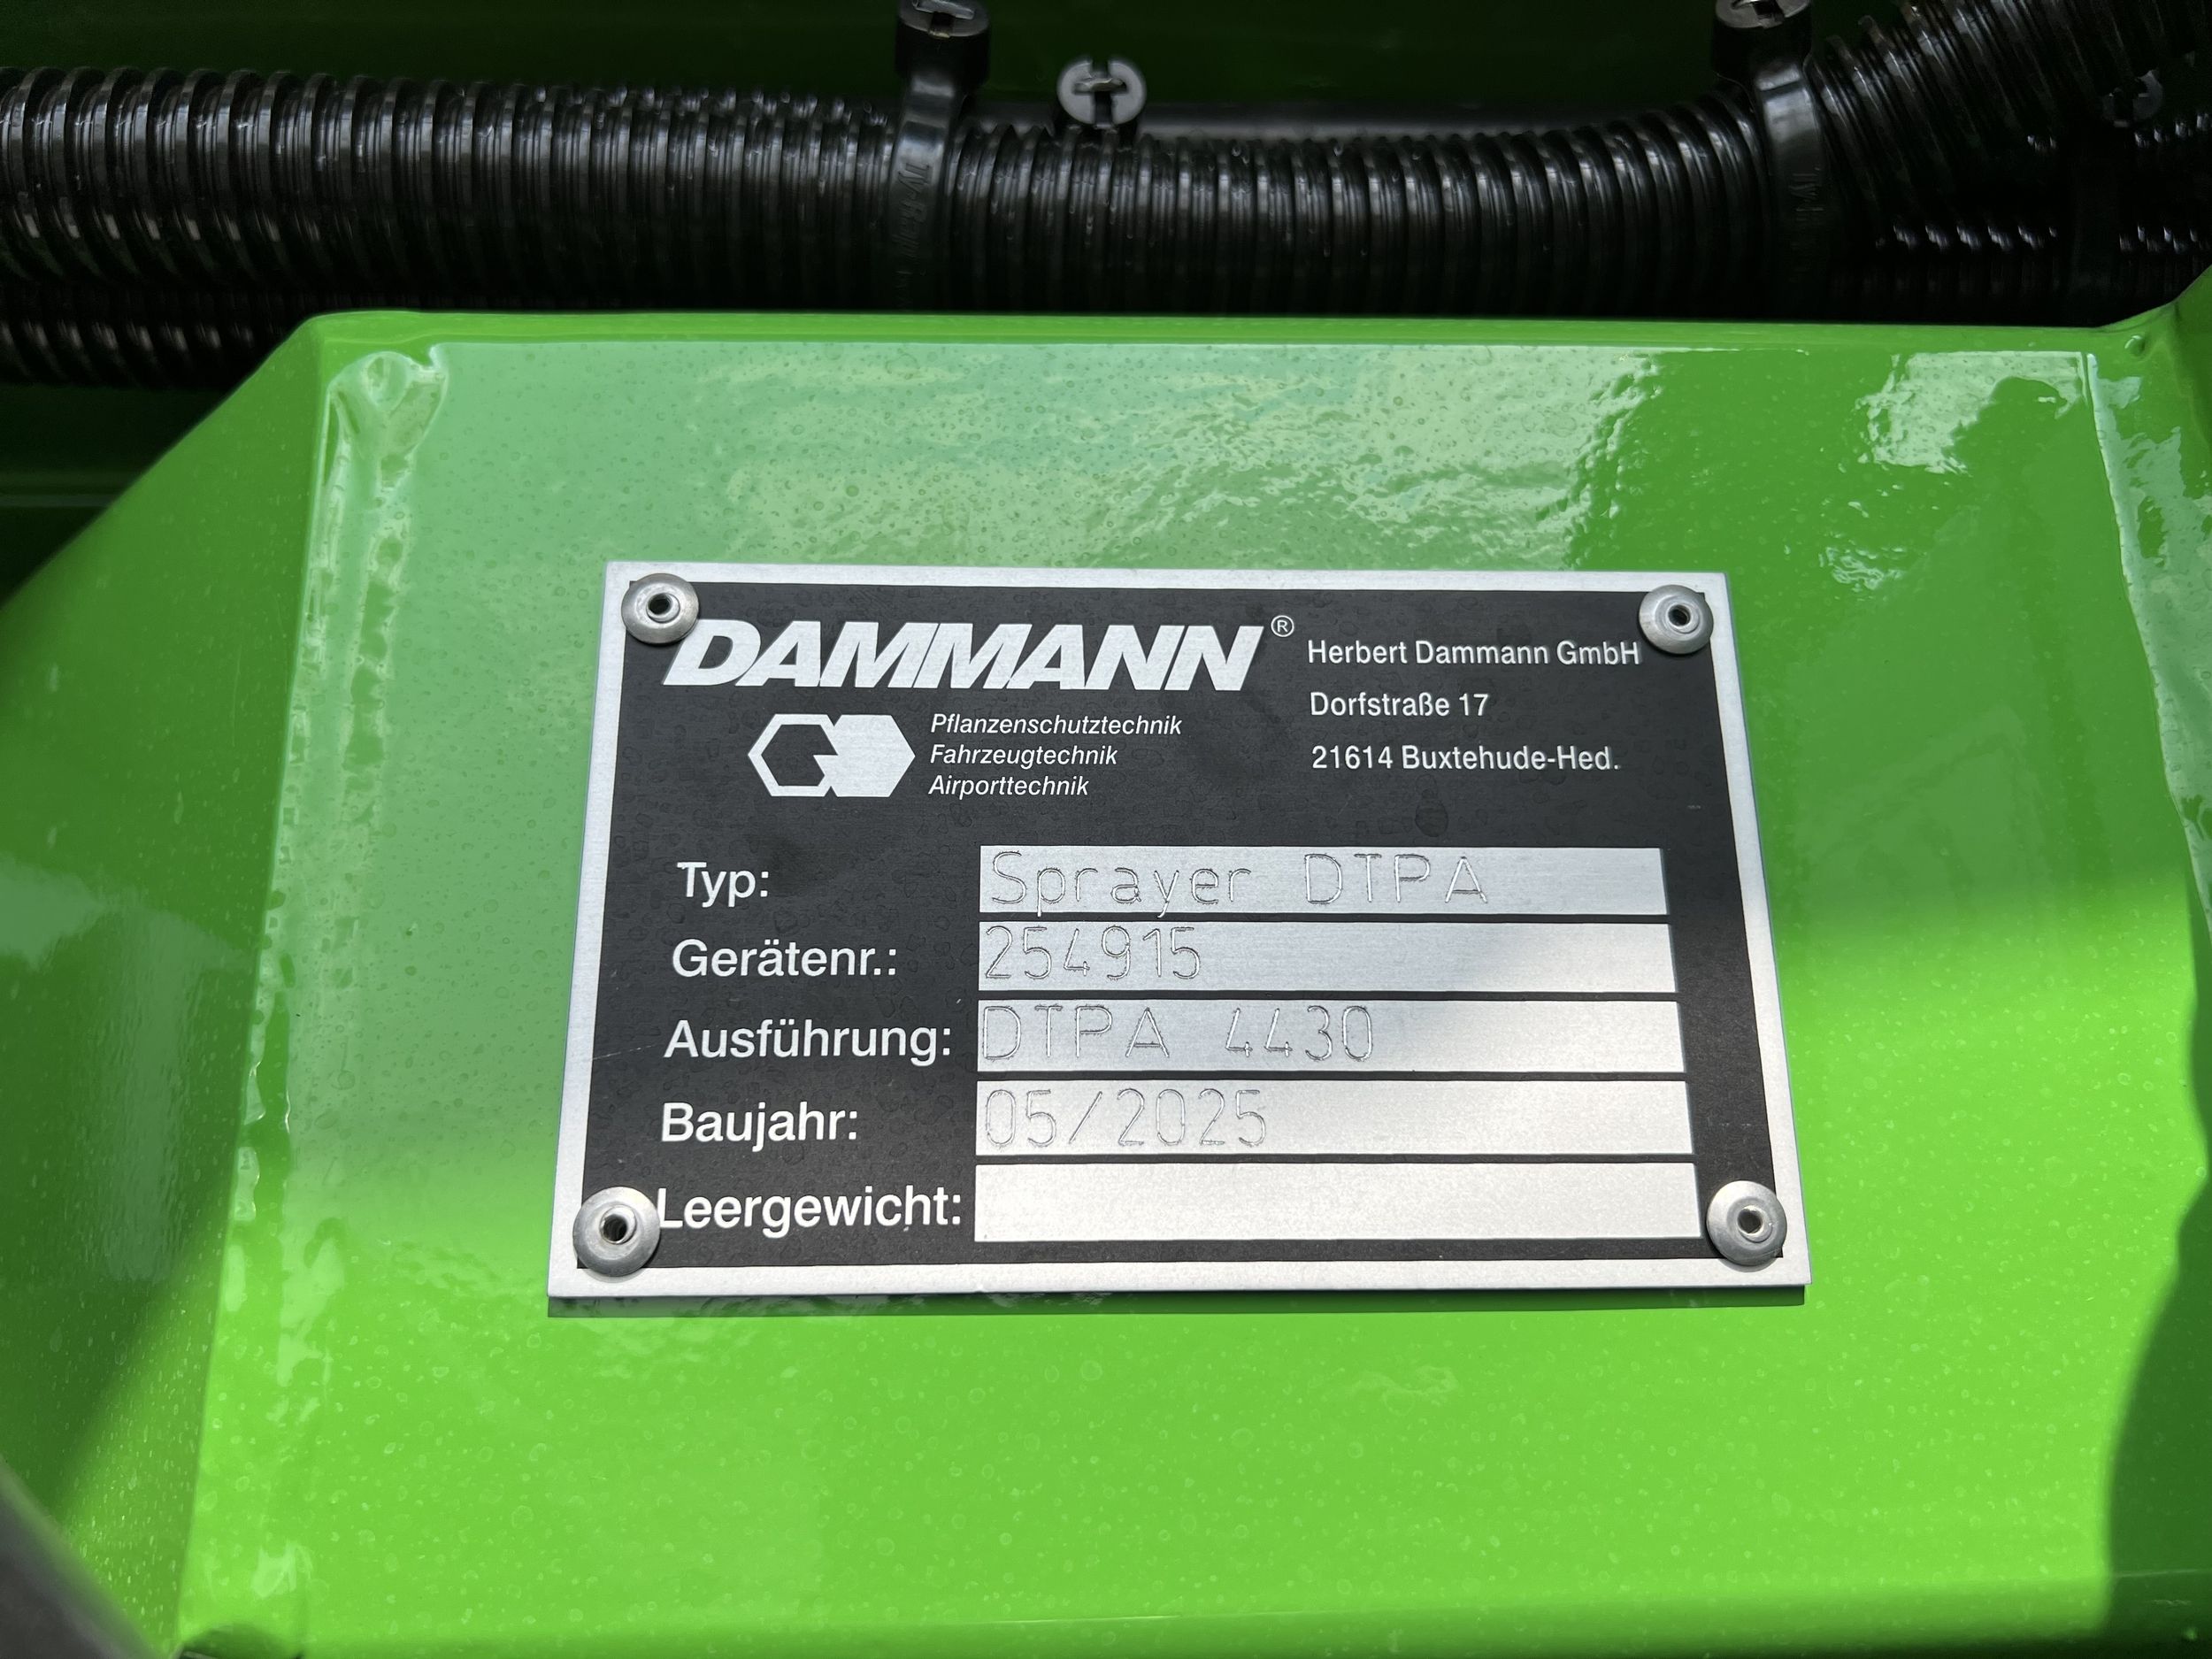 DAMMANN®
Pflanzenschutztechnik
Fahrzeugtechnik
Airporttechnik
Herbert Dammann GmbH
Dorfstraße 17
21614 Buxtehude-Hed.
Typ: Sprayer DTPA
Gerätenr.: 254915
Ausführung: DTPA 4430
Baujahr: 05/2025
Leergewicht: